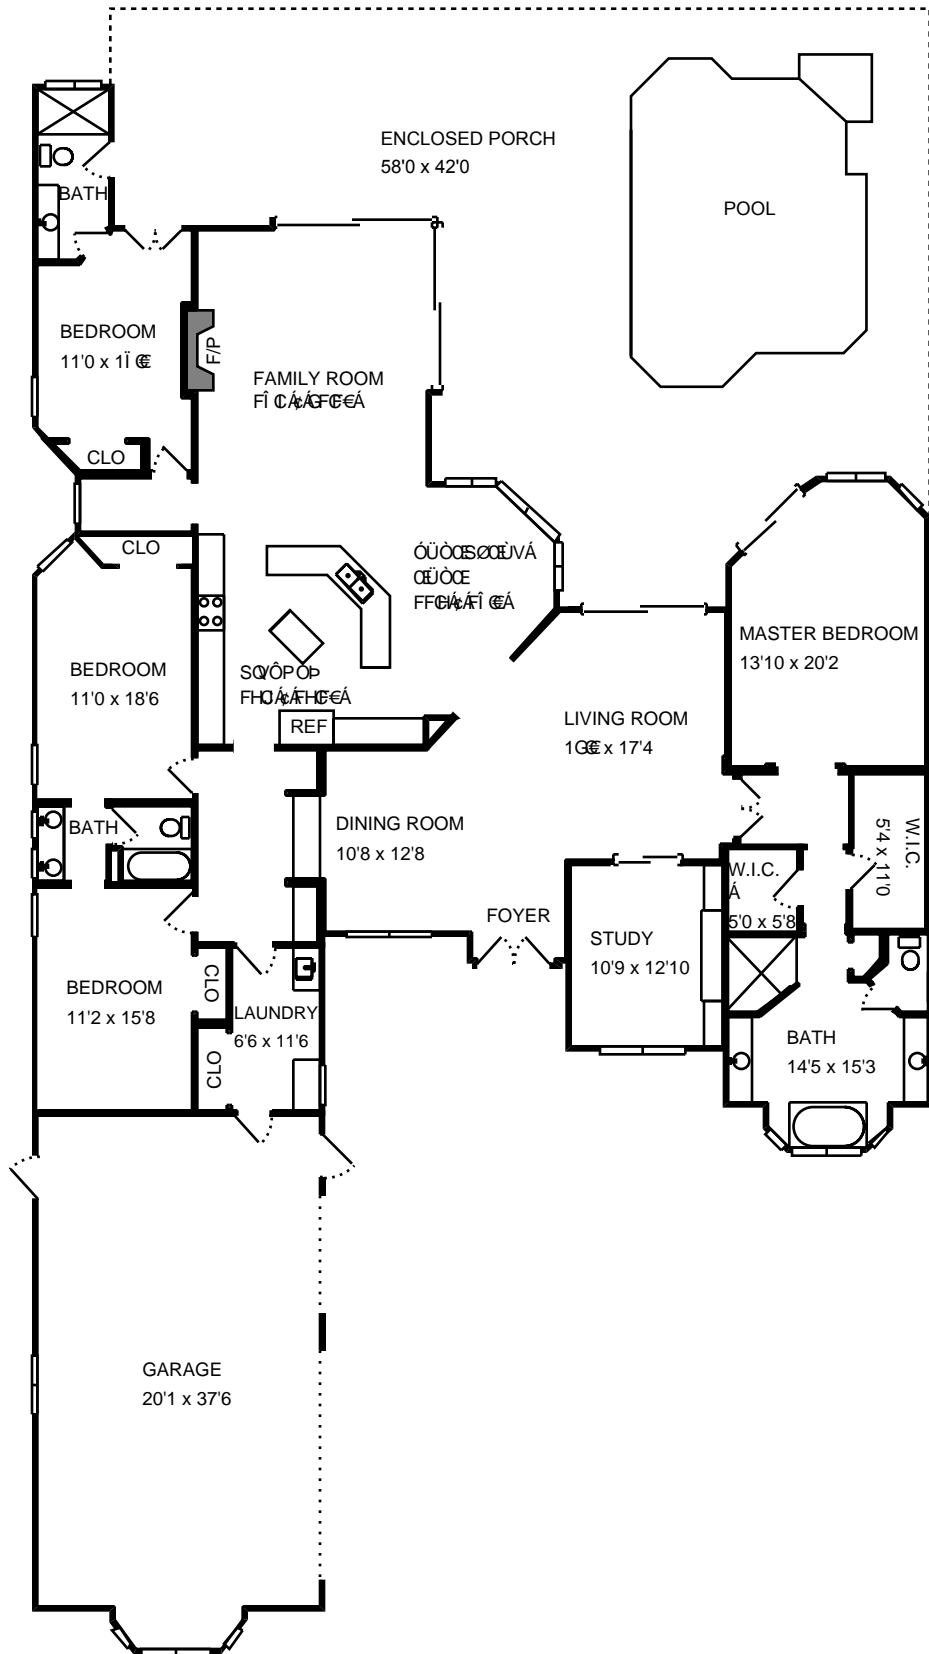 ENCLOSED PORCH
58'0 x 42'0
POOL
BATH
BEDROOM
11'0 x
F/P
FAMILY ROOM
CLO
CLO
BEDROOM
11'0 x 18'6
REF
MASTER BEDROOM
13'10 x 20'2
LIVING ROOM
x 17'4
BATH
DINING ROOM
10'8 x 12'8
W.I.C.
5'4 x 11'0
W.I.C.
5'0 x 5'8
FOYER
STUDY
10'9 x 12'10
BEDROOM
11'2 x 15'8
CLO
LAUNDRY
6'6 x 11'6
CLO
BATH
14'5 x 15'3
GARAGE
20'1 x 37'6